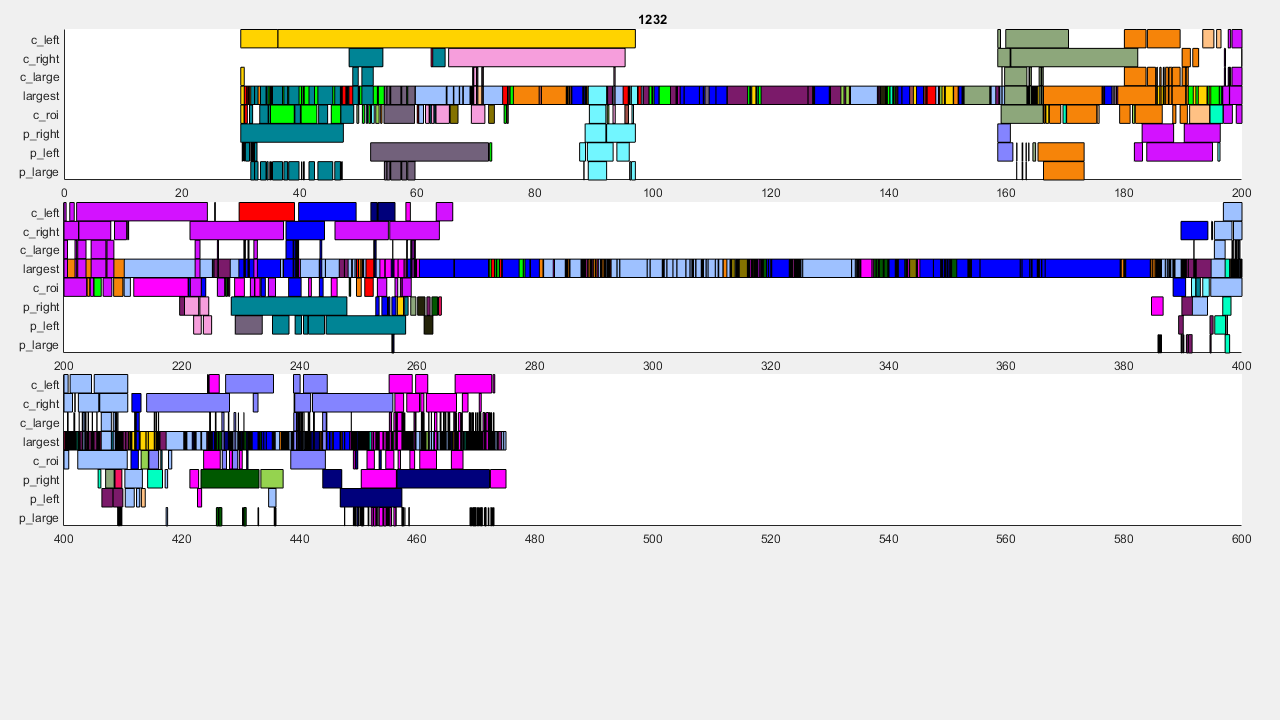 1232
c_left
c_right
c_large
largest
c_roi
p_right
p_left
p_large
0 20 40 60 80 100 120 140 160 180 200
c_left
c_right
c_large
largest
c_roi
p_right
p_left
p_large
200 220 240 260 280 300 320 340 360 380 400
c_left
c_right
c_large
largest
c_roi
p_right
p_left
p_large
400 420 440 460 480 500 520 540 560 580 600